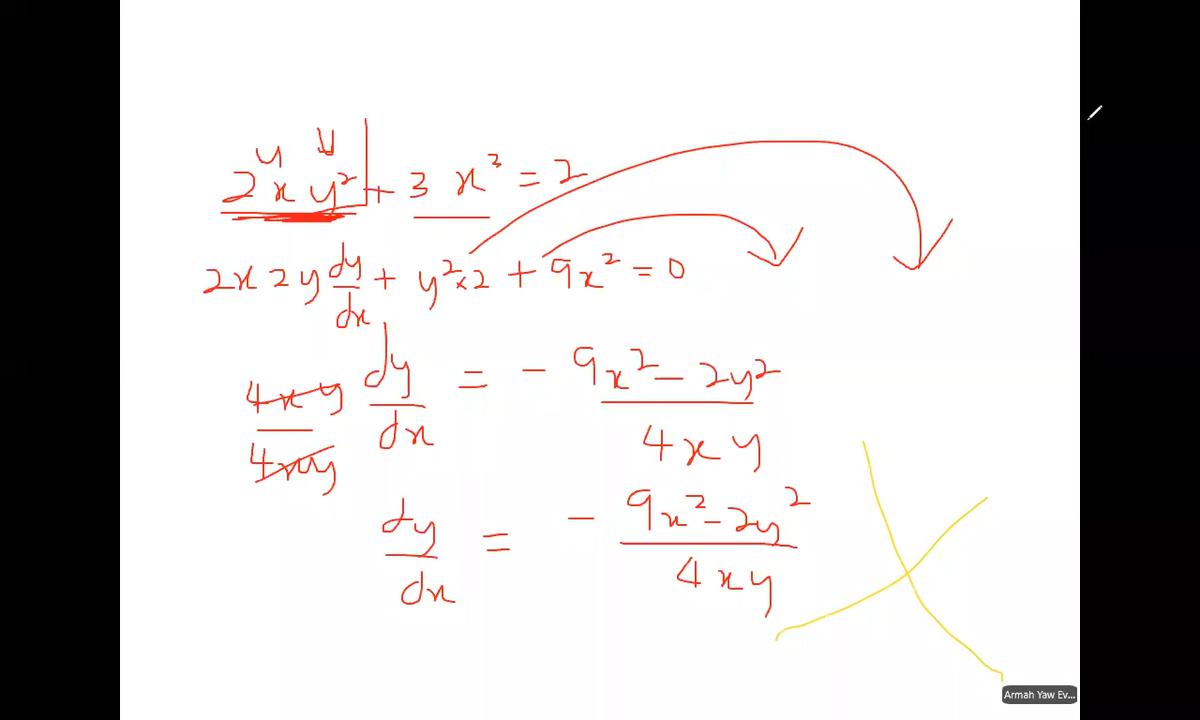 u v
2xy² + 3x³ = 2
2x 2y dy/dx + y²×2 + 9x² = 0
4xy/4xy dy/dx = - 9x² - 2y²/4xy
dy/dx = - 9x² - 2y²/4xy
Armah Yaw Ev...